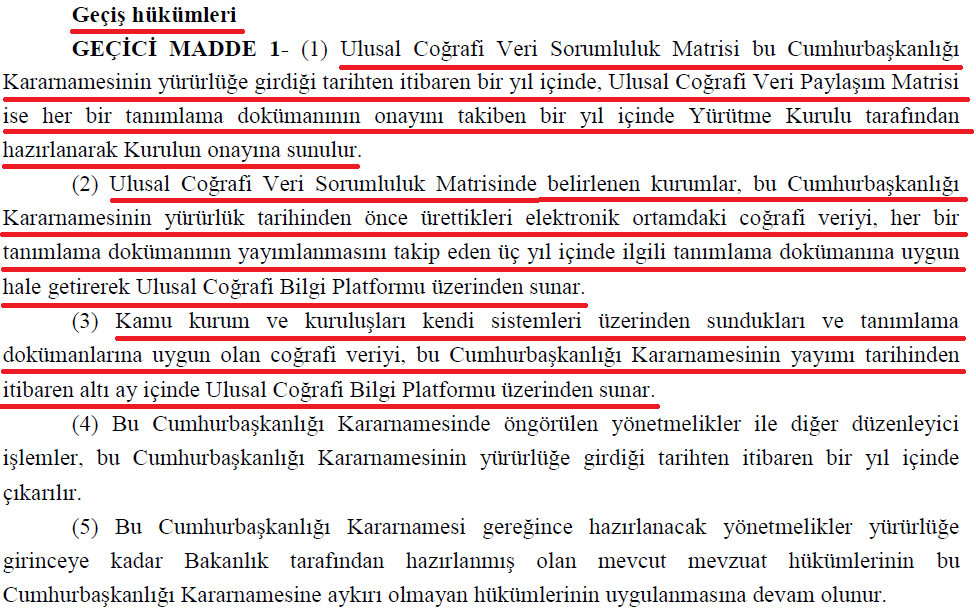 Geçiş hükümleri
GEÇİCİ MADDE 1- (1) Ulusal Coğrafi Veri Sorumluluk Matrisi bu Cumhurbaşkanlığı
Kararnamesinin yürürlüğe girdiği tarihten itibaren bir yıl içinde, Ulusal Coğrafi Veri Paylaşım Matrisi
ise her bir tanımlama dokümanının onayını takiben bir yıl içinde Yürütme Kurulu tarafından
hazırlanarak Kurulun onayına sunulur.
(2) Ulusal Coğrafi Veri Sorumluluk Matrisinde belirlenen kurumlar, bu Cumhurbaşkanlığı
Kararnamesinin yürürlük tarihinden önce ürettikleri elektronik ortamdaki coğrafi veriyi, her bir
tanımlama dokümanının yayımlanmasını takip eden üç yıl içinde ilgili tanımlama dokümanına uygun
hale getirerek Ulusal Coğrafi Bilgi Platformu üzerinden sunar.
(3) Kamu kurum ve kuruluşları kendi sistemleri üzerinden sundukları ve tanımlama
dokümanlarına uygun olan coğrafi veriyi, bu Cumhurbaşkanlığı Kararnamesinin yayımı tarihinden
itibaren altı ay içinde Ulusal Coğrafi Bilgi Platformu üzerinden sunar.
(4) Bu Cumhurbaşkanlığı Kararnamesinde öngörülen yönetmelikler ile diğer düzenleyici
işlemler, bu Cumhurbaşkanlığı Kararnamesinin yürürlüğe girdiği tarihten itibaren bir yıl içinde
çıkarılır.
(5) Bu Cumhurbaşkanlığı Kararnamesi gereğince hazırlanacak yönetmelikler yürürlüğe
girinceye kadar Bakanlık tarafından hazırlanmış olan mevcut mevzuat hükümlerinin bu
Cumhurbaşkanlığı Kararnamesine aykırı olmayan hükümlerinin uygulanmasına devam olunur.